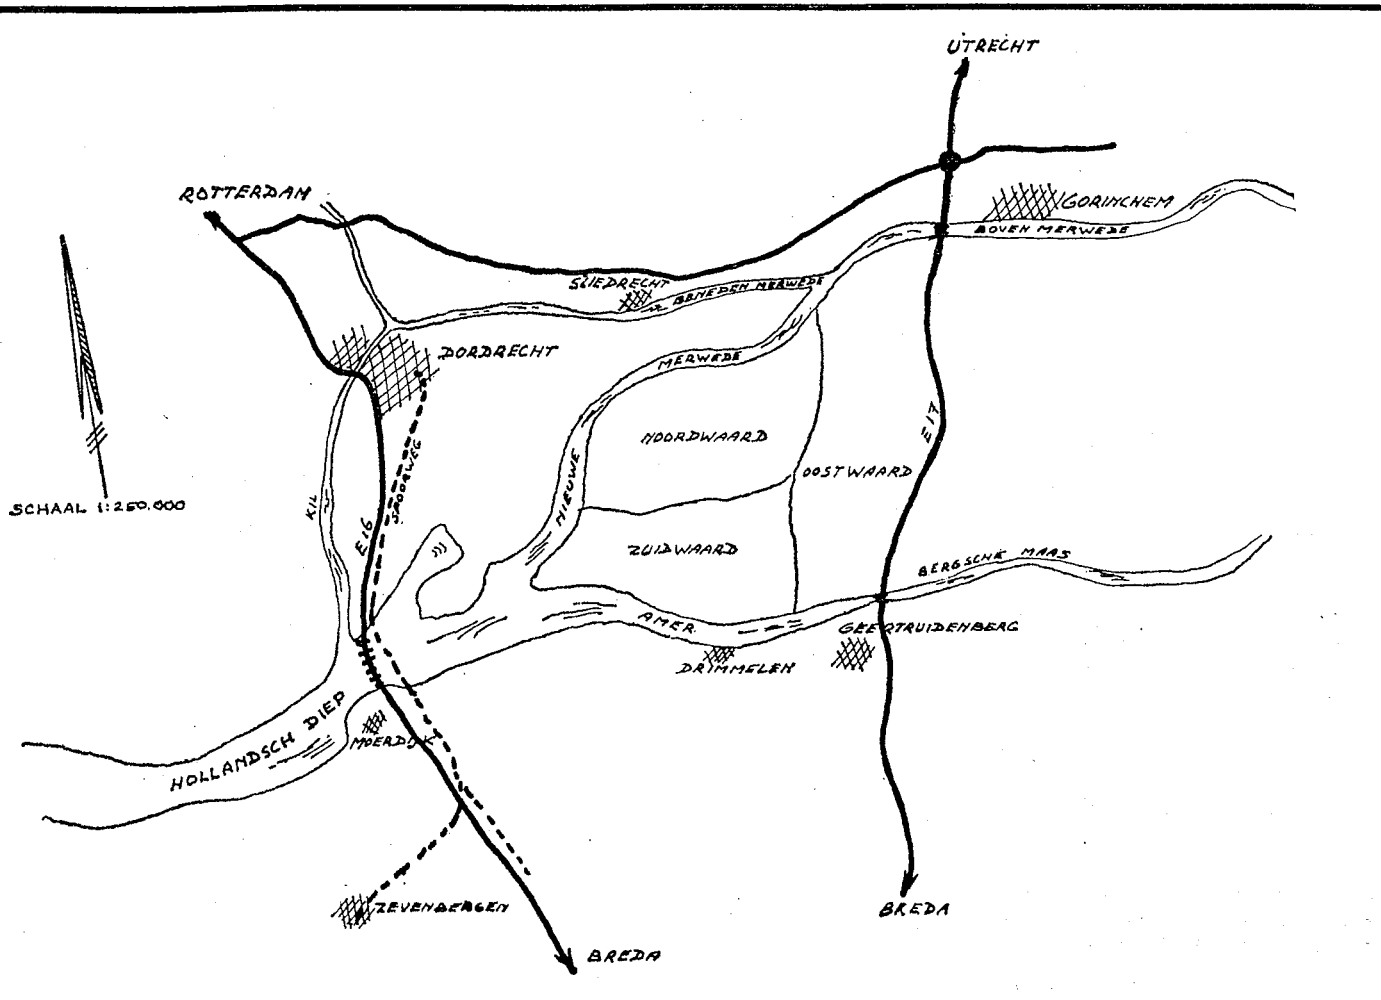 UTRECHT
ROTTERDAM
GORINCHEM
BOVEN MERWEDE
SLIEDRECHT
BENEDEN MERWEDE
DORDRECHT
MERWEDE
E17
NOORDWAARD
OOSTWAARD
SPOORWEG
NIEUWE
KIL
SCHAAL 1:250.000
E16
ZUIDWAARD
BERGSCHE MAAS
AMER
GEERTRUIDENBERG
DRIMMELEN
HOLLANDSCH DIEP
MOERDIJK
ZEVENBERGEN
BREDA
BREDA